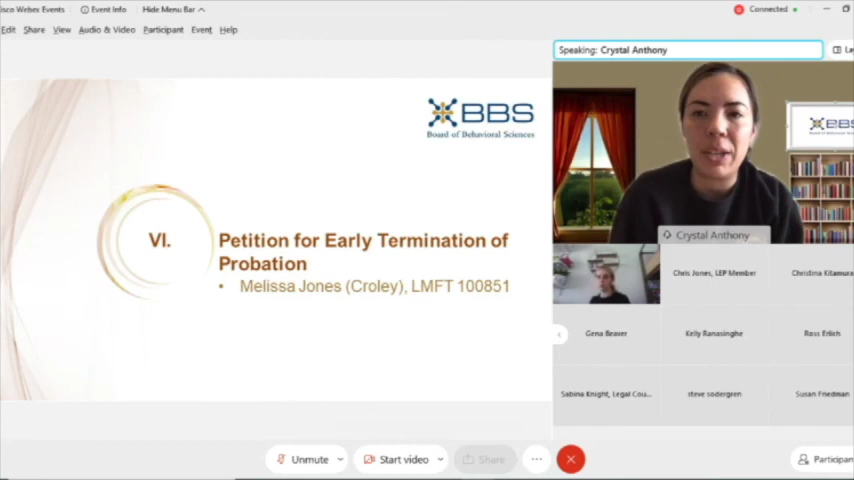 isco Webex Events
Event Info
Hide Menu Bar
Connected
Edit Share View Audio & Video Participant Event Help
Speaking: Crystal Anthony
BBS
Board of Behavioral Sciences
BBS
VI.
Petition for Early Termination of
Probation
• Melissa Jones (Croley), LMFT 100851
Crystal Anthony
Chris Jones, LEP Member
Christina Kitamura
Gena Beaver
Kelly Ranasinghe
Ross Erlich
Sabina Knight, Legal Cou...
steve sodergren
Susan Friedman
Unmute
Start video
Share
Participan